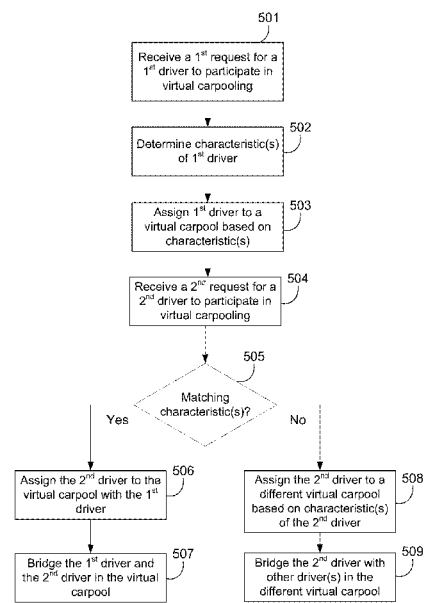 501
Receive a 1st request for a
1st driver to participate in
virtual carpooling
502
Determine characteristic(s)
of 1st driver
503
Assign 1st driver to a
virtual carpool based on
characteristic(s)
504
Receive a 2nd request for a
2nd driver to participate in
virtual carpooling
505
Matching
characteristic(s)?
Yes
No
506
Assign the 2nd driver to the
virtual carpool with the 1st
driver
508
Assign the 2nd driver to a
different virtual carpool
based on characteristic(s)
of the 2nd driver
507
Bridge the 1st driver and
the 2nd driver in the virtual
carpool
509
Bridge the 2nd driver with
other driver(s) in the
different virtual carpool